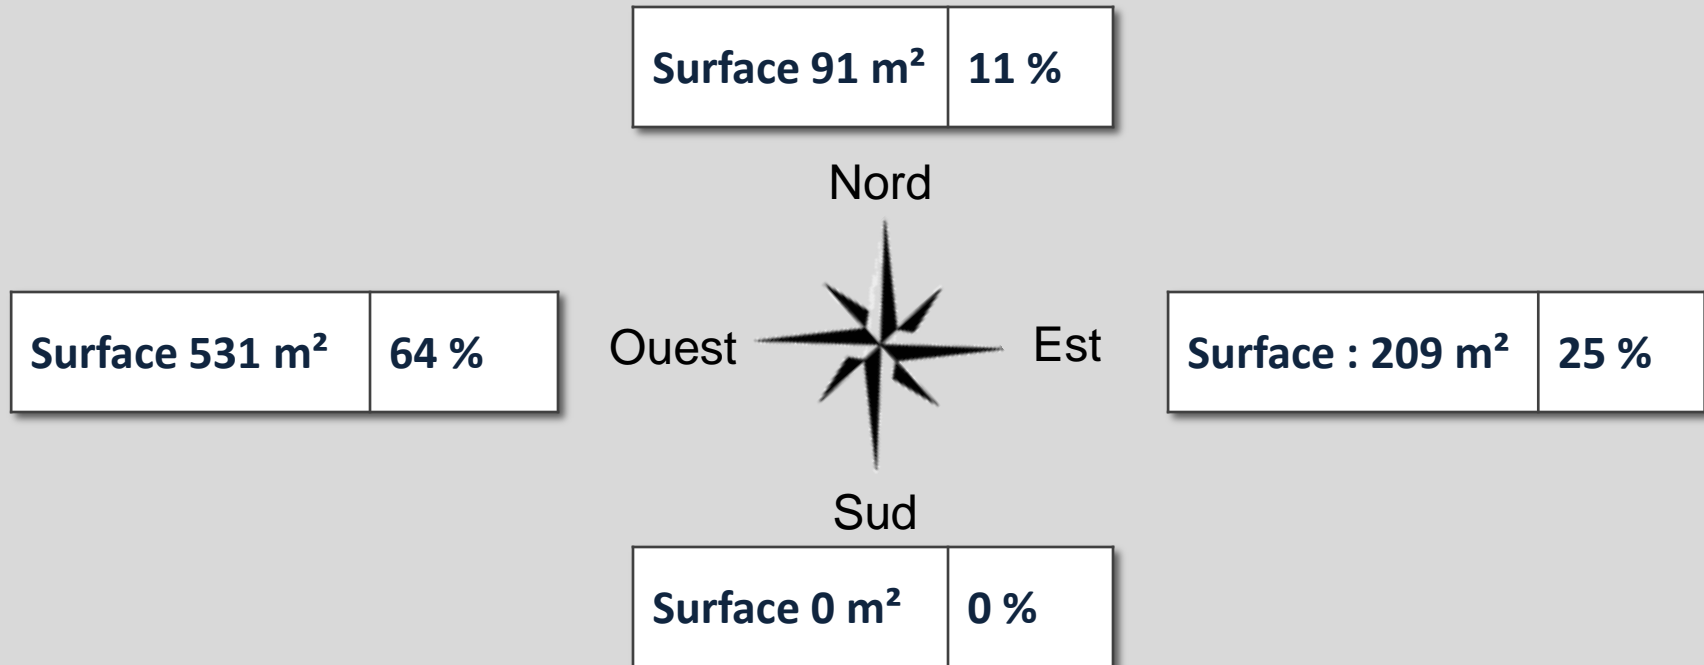 Surface 91 m² 11 %
Nord
Surface 531 m² 64 %
Ouest
Est
Surface : 209 m² 25 %
Sud
Surface 0 m² 0 %